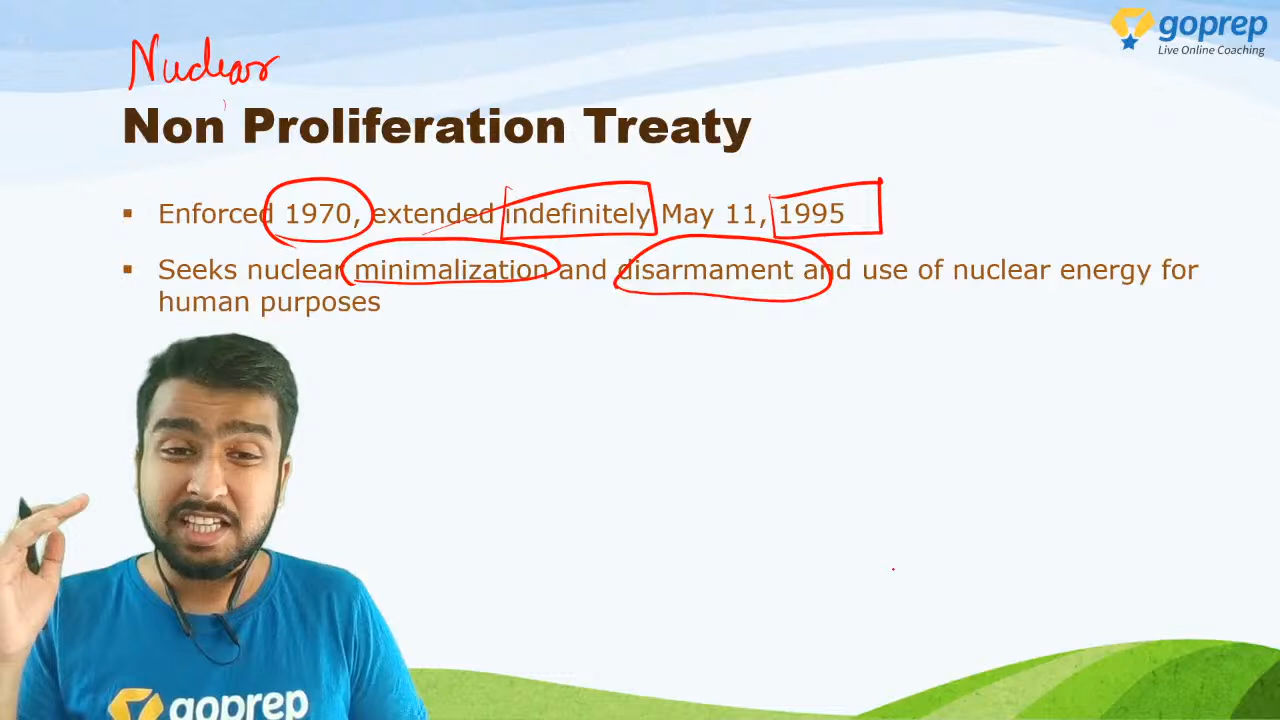 goprep
Live Online Coaching
Nuclear
Non Proliferation Treaty
▪ Enforced 1970, extended indefinitely May 11, 1995
▪ Seeks nuclear minimalization and disarmament and use of nuclear energy for
human purposes
goprep